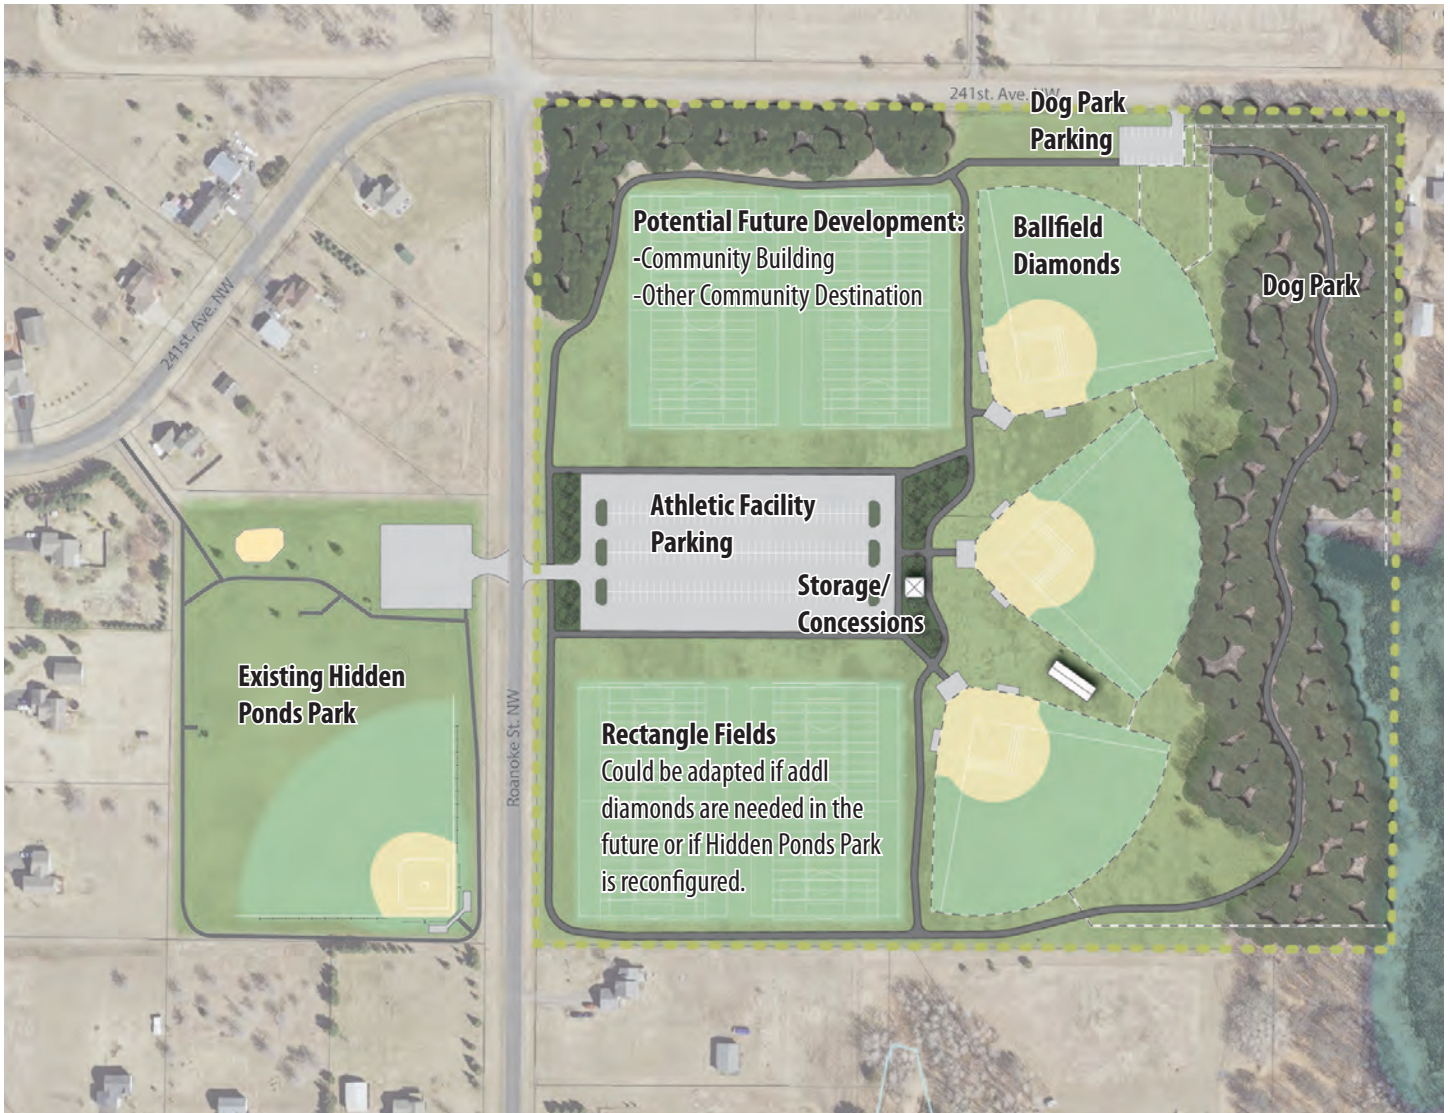 241st. Ave. NW
Dog Park
Parking
Potential Future Development:
-Community Building
-Other Community Destination
Ballfield
Diamonds
Dog Park
241st. Ave. NW
Athletic Facility
Parking
Storage/
Concessions
Existing Hidden
Ponds Park
Roanoke St. NW
Rectangle Fields
Could be adapted if addl
diamonds are needed in the
future or if Hidden Ponds Park
is reconfigured.